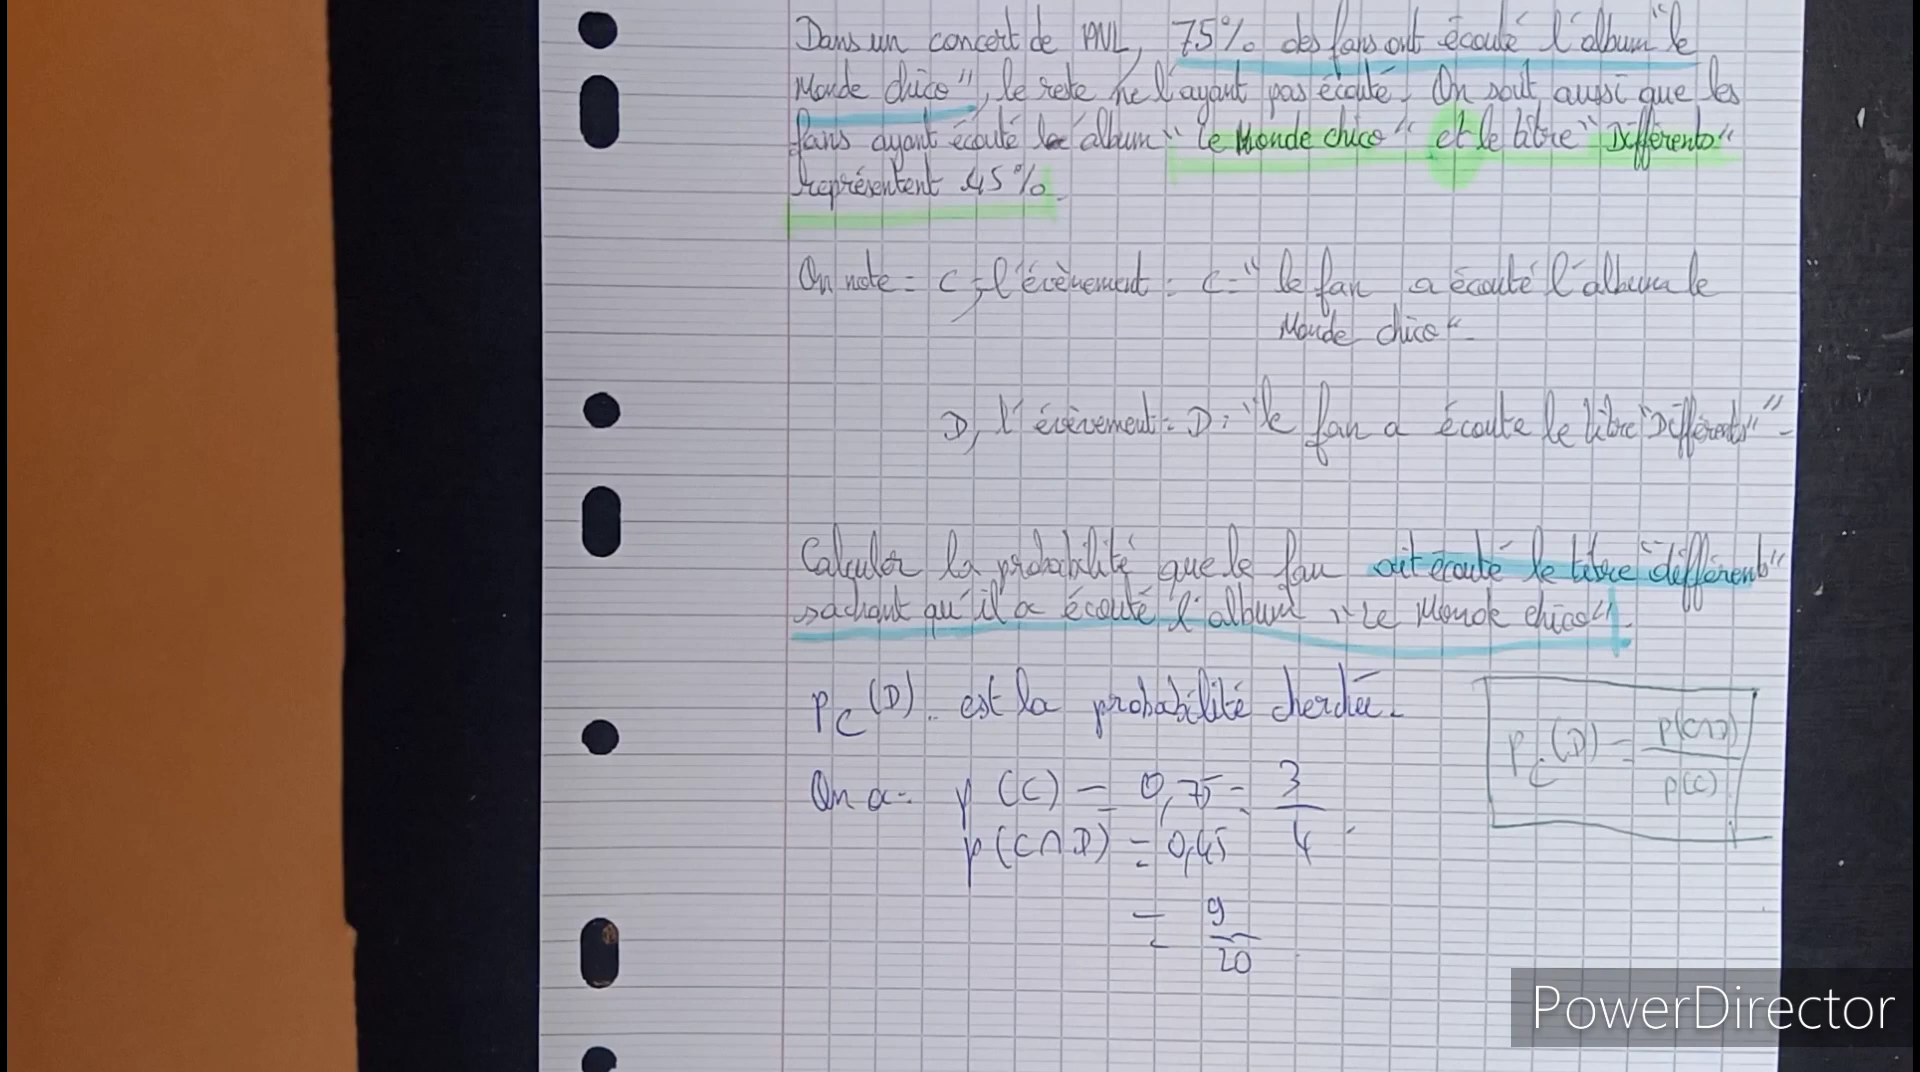 Dans un concert de PNL, 75% des fans ont écouté l'album "le
Monde chico", le reste ne l'ayant pas écouté. On sait aussi que les
fans ayant écouté le album "Le Monde chico" et le titre "Différents"
représentent 45%.
On note = C, l'évènement : C = "le fan a écouté l'album le
Monde chico".
D, l'évènement : D : "le fan a écouté le titre "Différents"".
Calculer la probabilité que le fan ait écouté le titre "différents"
sachant qu'il a écouté l'album "Le Monde chico".
P_C(D) est la probabilité cherchée.
P_C(D) = p(C∩D)/p(C)
On a : p(C) = 0,75 = 3/4
p(C∩D) = 0,45
= 9/20
PowerDirector